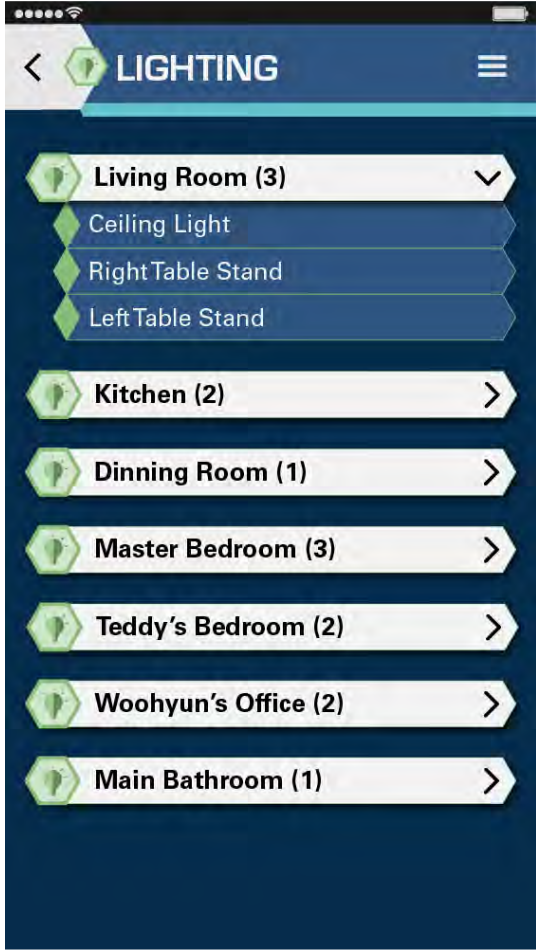 LIGHTING
Living Room (3)
Ceiling Light
Right Table Stand
Left Table Stand
Kitchen (2)
Dinning Room (1)
Master Bedroom (3)
Teddy’s Bedroom (2)
Woohyun’s Office (2)
Main Bathroom (1)